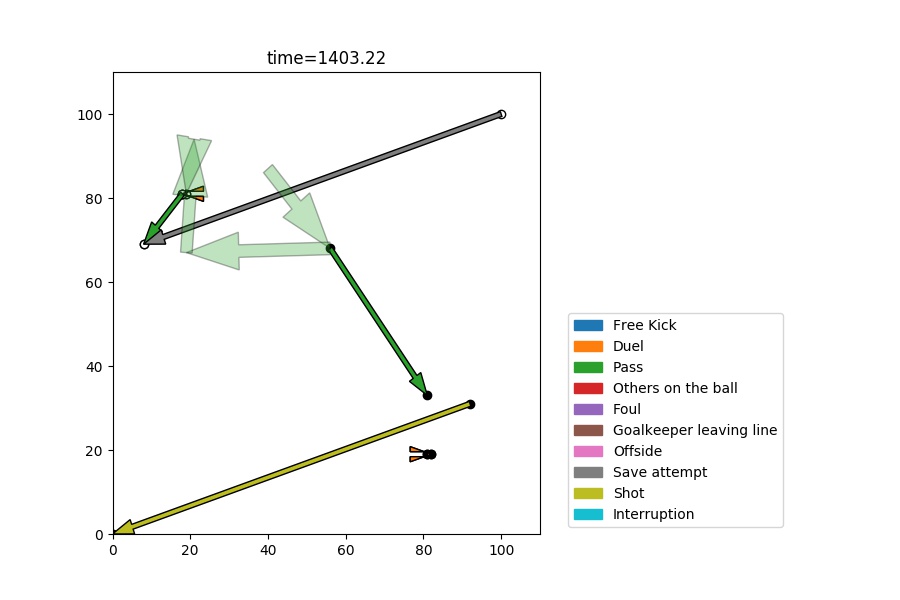 time=1403.22
100
80
60
40
20
0
0 20 40 60 80 100
Free Kick
Duel
Pass
Others on the ball
Foul
Goalkeeper leaving line
Offside
Save attempt
Shot
Interruption